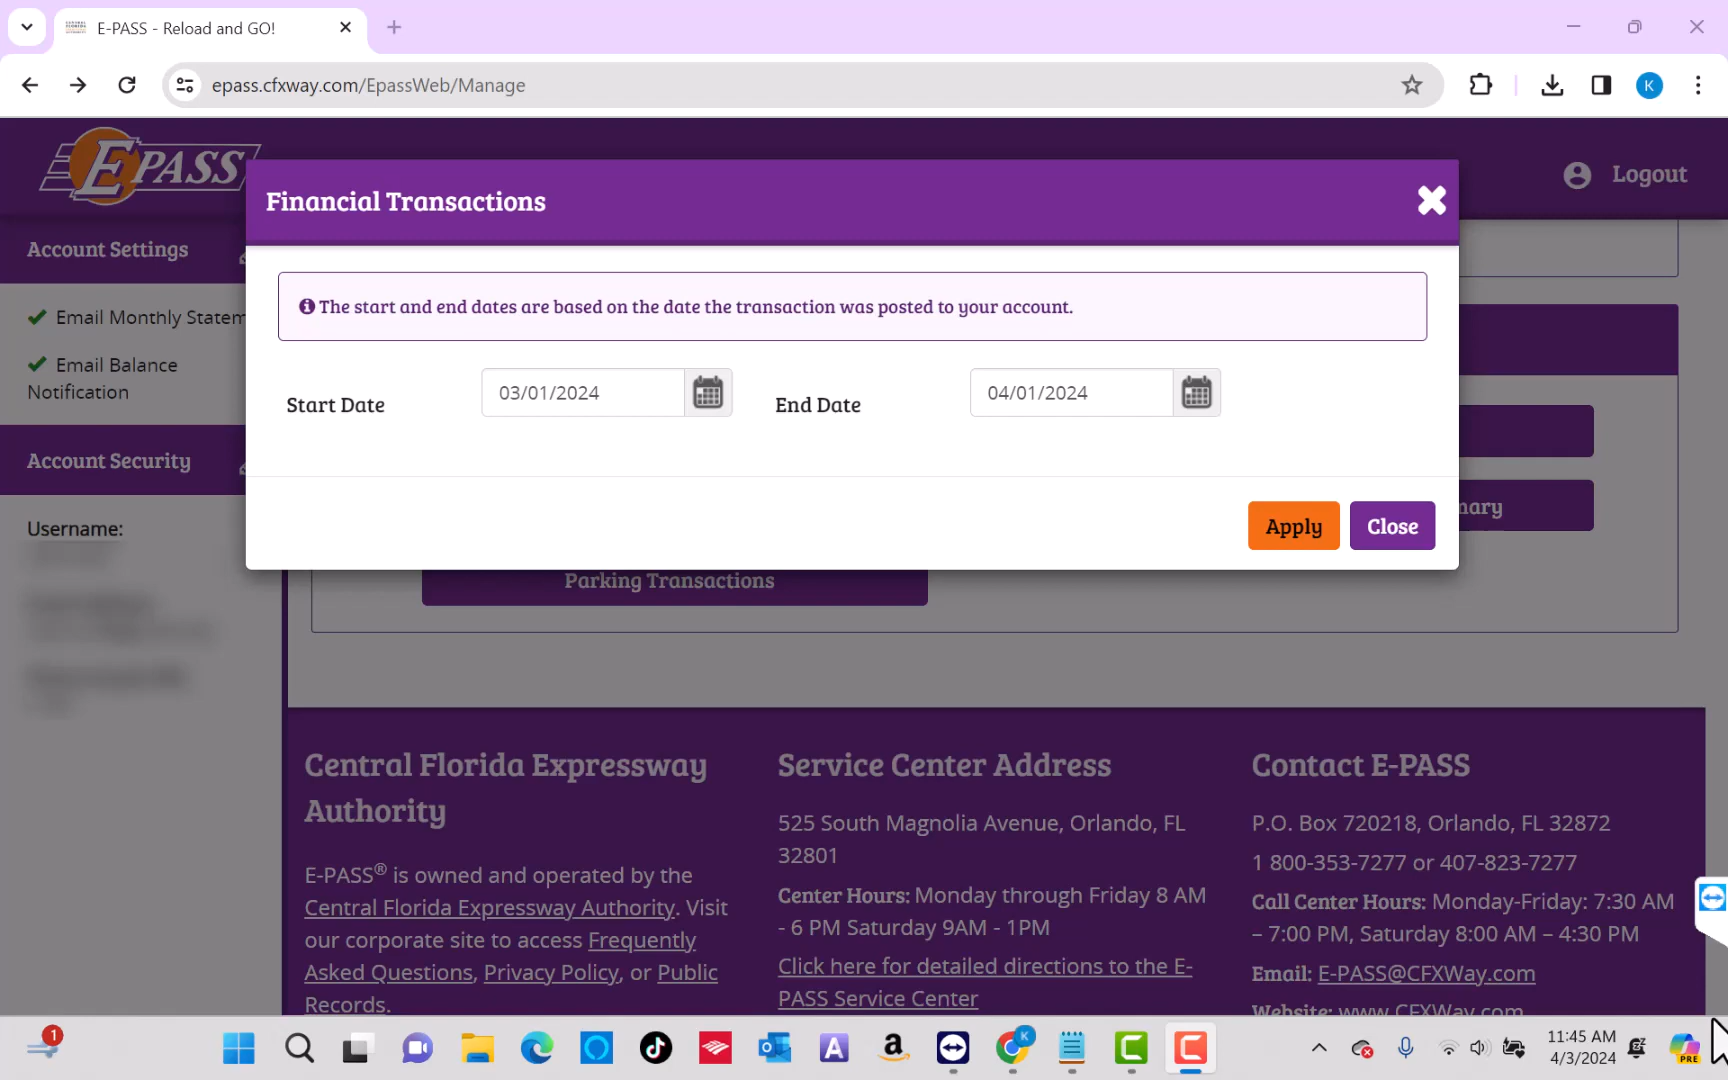 E-PASS - Reload and GO!
epass.cfxway.com/EpassWeb/Manage
K
E PASS
Logout
Financial Transactions
Account Settings
The start and end dates are based on the date the transaction was posted to your account.
Email Monthly Statem
Email Balance
Notification
Start Date
03/01/2024
End Date
04/01/2024
Account Security
Username:
Apply
Close
mary
Parking Transactions
Central Florida Expressway
Authority
E-PASS® is owned and operated by the
Central Florida Expressway Authority. Visit
our corporate site to access Frequently
Asked Questions, Privacy Policy, or Public
Records.
Service Center Address
525 South Magnolia Avenue, Orlando, FL
32801
Center Hours: Monday through Friday 8 AM
- 6 PM Saturday 9AM - 1PM
Click here for detailed directions to the E-
PASS Service Center
Contact E-PASS
P.O. Box 720218, Orlando, FL 32872
1 800-353-7277 or 407-823-7277
Call Center Hours: Monday-Friday: 7:30 AM
– 7:00 PM, Saturday 8:00 AM – 4:30 PM
Email: E-PASS@CFXWay.com
Website: www.CFXWay.com
1
11:45 AM
4/3/2024
PRE